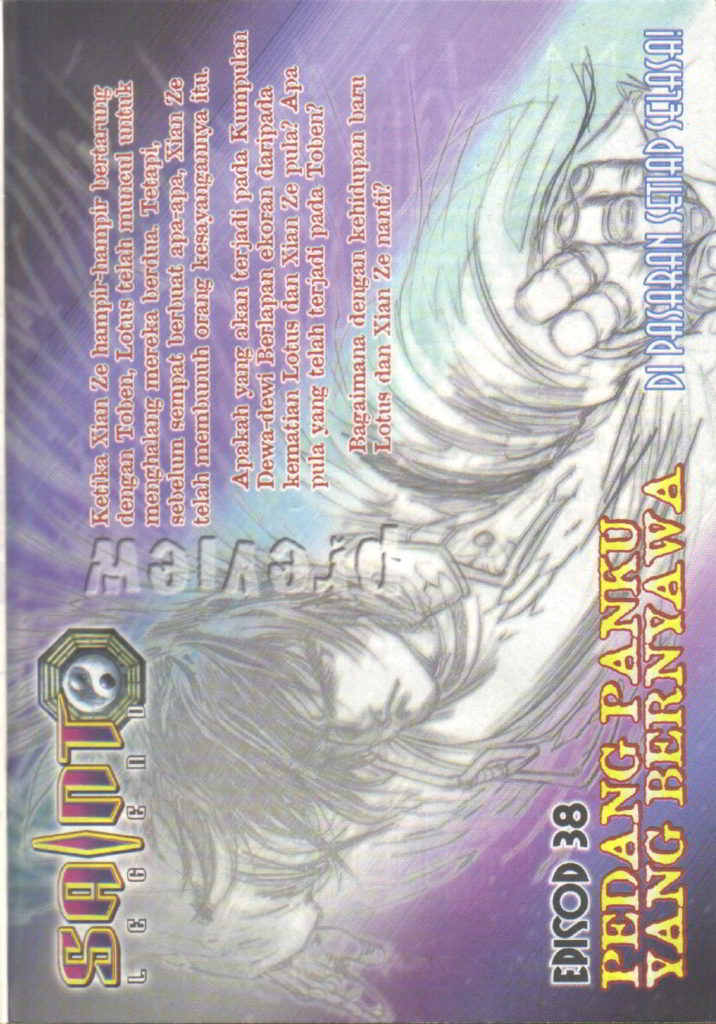 SAINT
LEGEND
Preview
Ketika Xian Ze hampir-hampir bertarung
dengan Toben, Lotus telah muncul untuk
menghalang mereka berdua. Tetapi,
sebelum sempat berbuat apa-apa, Xian Ze
telah membunuh orang kesayangannya itu.
Apakah yang akan terjadi pada Kumpulan
Dewa-dewi Berlapan ekoran daripada
kematian Lotus dan Xian Ze pula? Apa
pula yang telah terjadi pada Toben?
Bagaimana dengan kehidupan baru
Lotus dan Xian Ze nanti?
EPISOD 38
PEDANG PANKU
YANG BERNYAWA
DI PASARAN SETIAP SELASA!